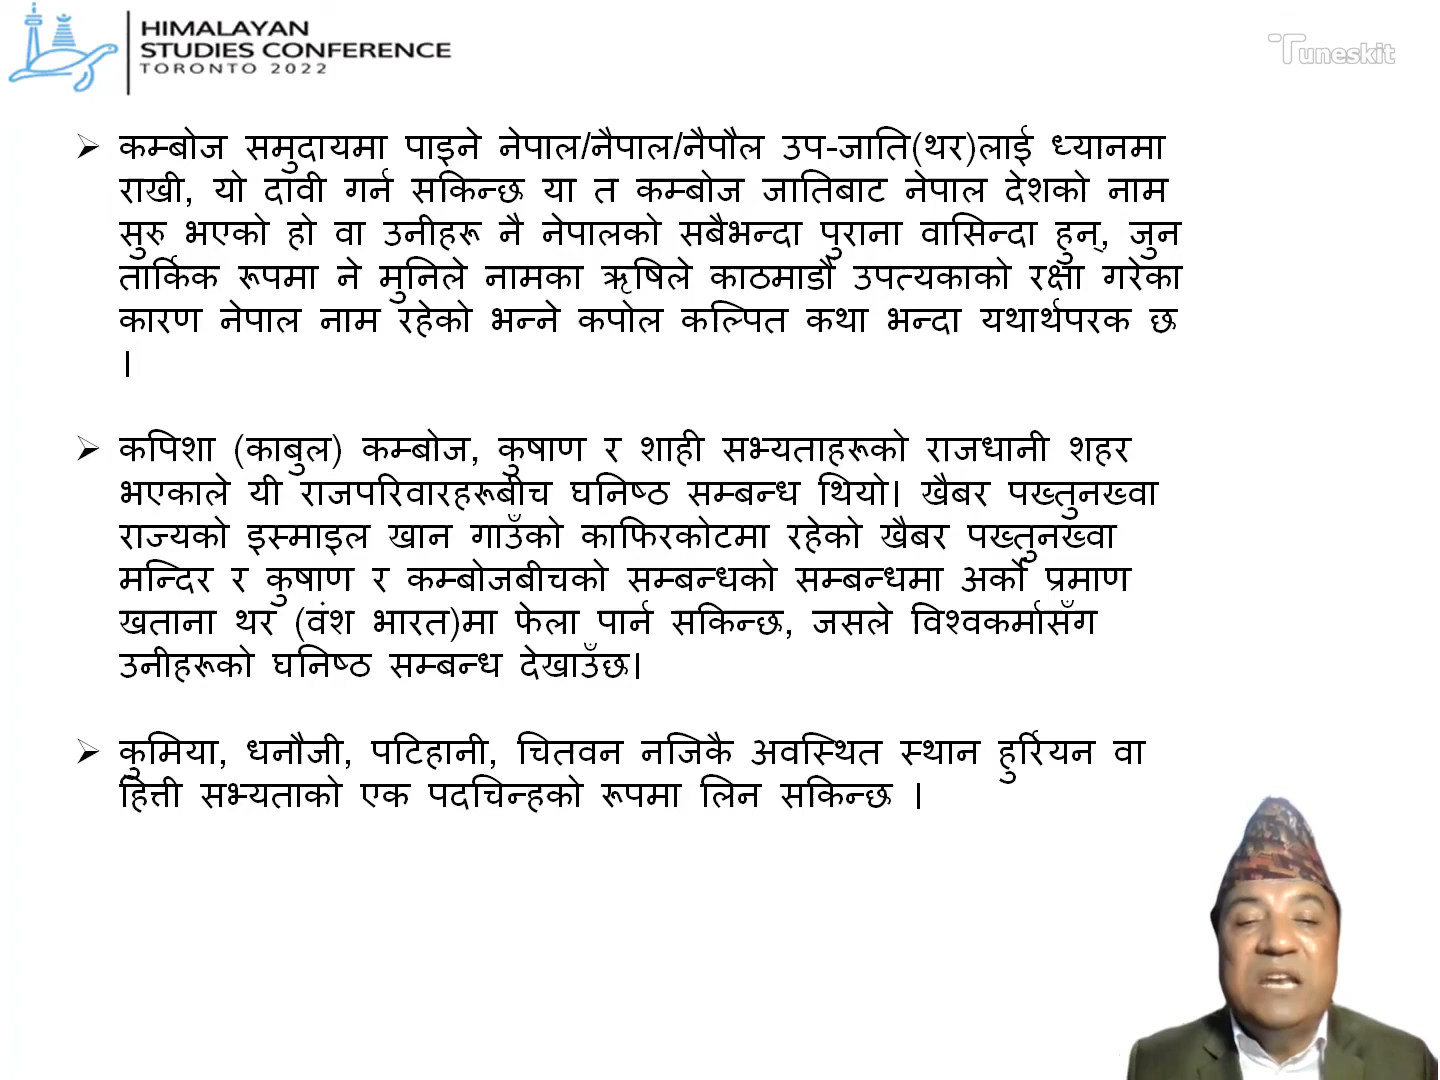 HIMALAYAN
STUDIES CONFERENCE
TORONTO 2022
Tuneskit
कम्बोज समुदायमा पाइने नेपाल/नैपाल/नैपौल उप-जाति(थर)लाई ध्यानमा
राखी, यो दावी गर्न सकिन्छ या त कम्बोज जातिबाट नेपाल देशको नाम
सुरु भएको हो वा उनीहरू नै नेपालको सबैभन्दा पुराना वासिन्दा हुन्, जुन
तार्किक रूपमा ने मुनिले नामका ऋषिले काठमाडौं उपत्यकाको रक्षा गरेका
कारण नेपाल नाम रहेको भन्ने कपोल कल्पित कथा भन्दा यथार्थपरक छ
।
कपिशा (काबुल) कम्बोज, कुषाण र शाही सभ्यताहरूको राजधानी शहर
भएकाले यी राजपरिवारहरूबीच घनिष्ठ सम्बन्ध थियो। खैबर पख्तुनख्वा
राज्यको इस्माइल खान गाउँको काफिरकोटमा रहेको खैबर पख्तुनख्वा
मन्दिर र कुषाण र कम्बोजबीचको सम्बन्धको सम्बन्धमा अर्को प्रमाण
खताना थर (वंश भारत)मा फेला पार्न सकिन्छ, जसले विश्वकर्मासँग
उनीहरूको घनिष्ठ सम्बन्ध देखाउँछ।
कुमिया, धनौजी, पटिहानी, चितवन नजिकै अवस्थित स्थान हुर्रियन वा
हित्ती सभ्यताको एक पदचिन्हको रूपमा लिन सकिन्छ ।